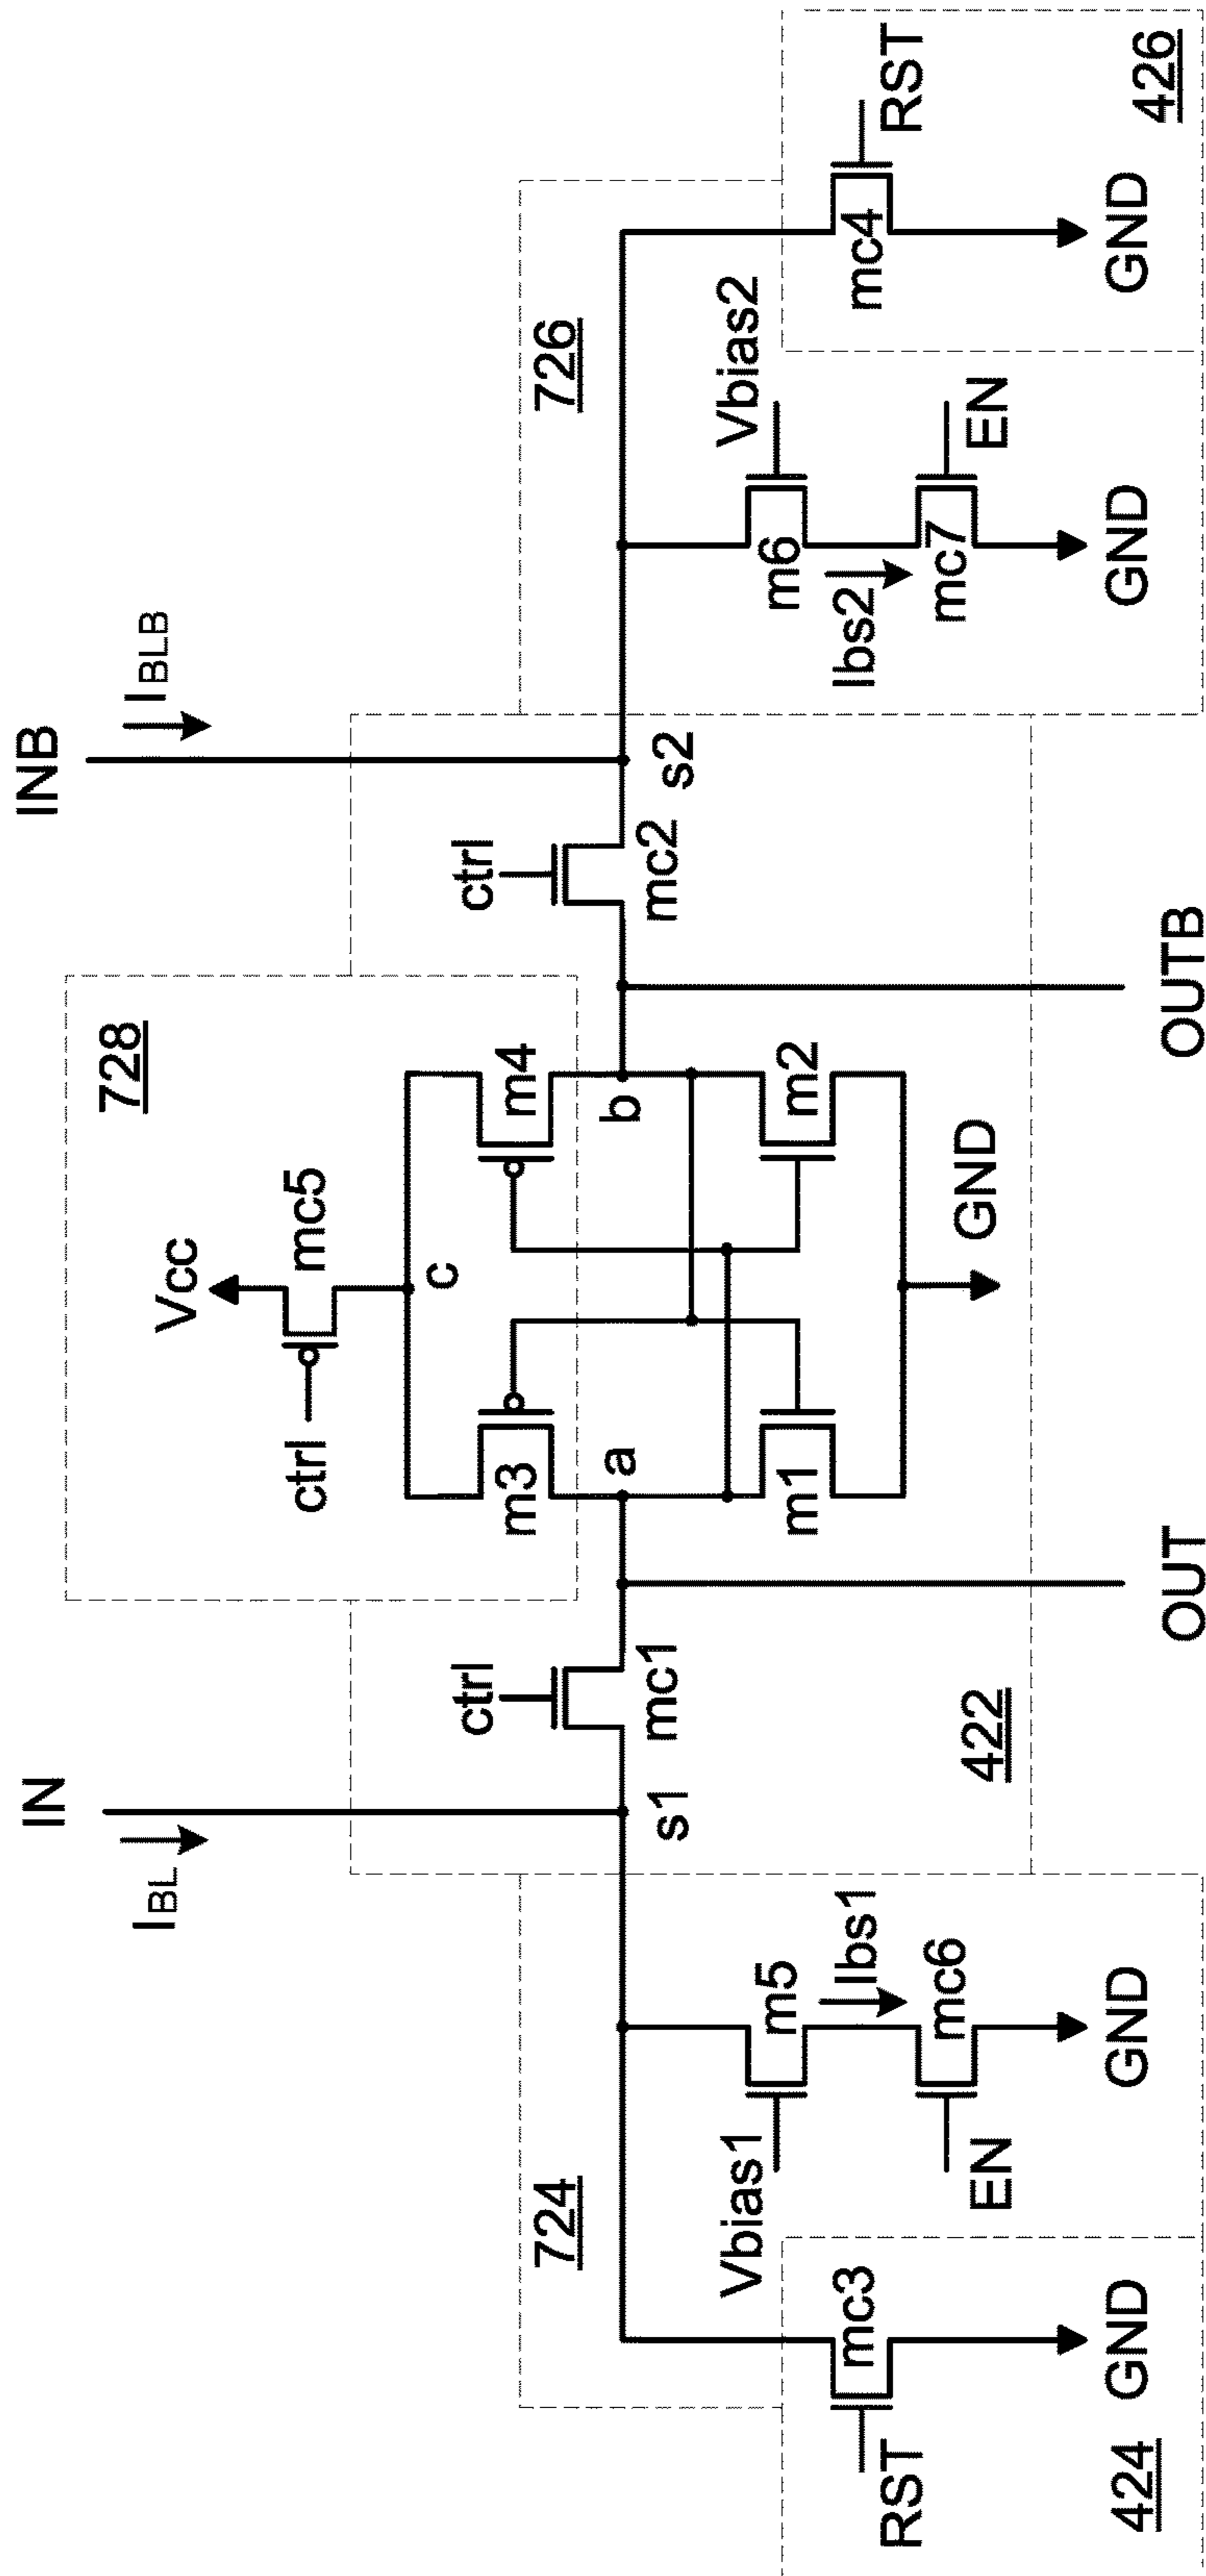 IN
INB
IBL
IBLB
728
Vcc
mc5
ctrl
c
726
724
ctrl
m3
m4
ctrl
s1
mc1
a
b
mc2
s2
Vbias1
m5
Ibs1
m1
m2
m6
Vbias2
RST
mc3
EN
mc6
422
GND
Ibs2
mc7
EN
mc4
RST
424
GND
GND
OUT
OUTB
GND
GND
426